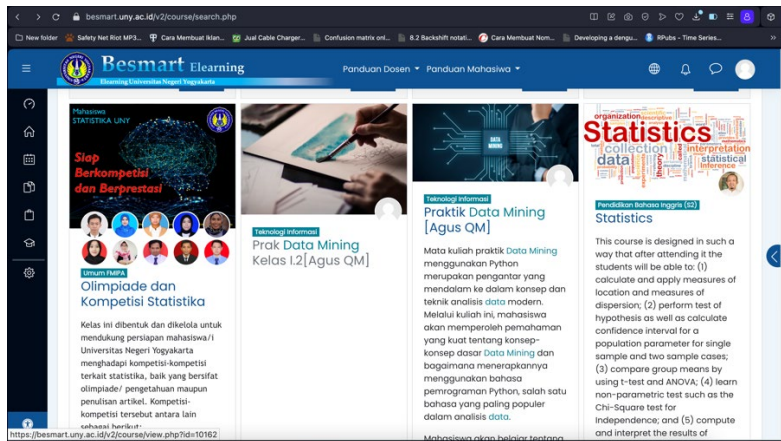 besmart.uny.ac.id/v2/course/search.php
New folder
Safety Net Riot MP3...
Cara Membuat Iklan...
Jual Cable Charger...
Confusion matrix onl...
8.2 Backshift notati...
Cara Membuat Nom...
Developing a dengu...
RPubs - Time Series...
Besmart Elearning
Elearning Universitas Negeri Yogyakarta
Panduan Dosen
Panduan Mahasiwa
Mahasiswa
STATISTIKA UNY
Siap
Berkompetisi
dan Berprestasi
Umum FMIPA
Olimpiade dan
Kompetisi Statistika
Kelas ini dibentuk dan dikelola untuk
mendukung persiapan mahasiswa/i
Universitas Negeri Yogyakarta
menghadapi kompetisi-kompetisi
terkait statistika, baik yang bersifat
olimpiade/ pengetahuan maupun
penulisan artikel. Kompetisi-
kompetisi tersebut antara lain
sebagai berikut:
Teknologi Informasi
Prak Data Mining
Kelas I.2[Agus QM]
DATA
MINING
Teknologi Informasi
Praktik Data Mining
[Agus QM]
Mata kuliah praktik Data Mining
menggunakan Python
merupakan pengantar yang
mendalam ke dalam konsep dan
teknik analisis data modern.
Melalui kuliah ini, mahasiswa
akan memperoleh pemahaman
yang kuat tentang konsep-
konsep dasar Data Mining dan
bagaimana menerapkannya
menggunakan bahasa
pemrograman Python, salah satu
bahasa yang paling populer
dalam analisis data.
Mahasiswa akan belajar tentang
organization
descriptive
Statistics
collection
interpretation
data
theory
statistical
Inference
Pendidikan Bahasa Inggris (S2)
Statistics
This course is designed in such a
way that after attending it the
students will be able to: (1)
calculate and apply measures of
location and measures of
dispersion; (2) perform test of
hypothesis as well as calculate
confidence interval for a
population parameter for single
sample and two sample cases;
(3) compare group means by
using t-test and ANOVA; (4) learn
non-parametric test such as the
Chi-Square test for
Independence; and (5) compute
and interpret the results of
https://besmart.uny.ac.id/v2/course/view.php?id=10162